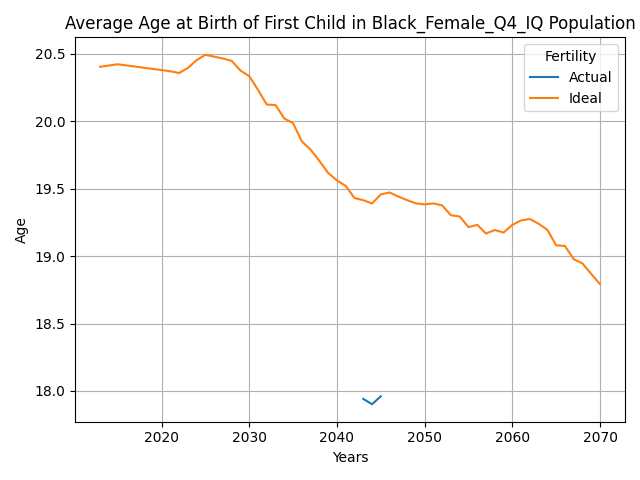 Average Age at Birth of First Child in Black_Female_Q4_IQ Population
Fertility
Actual
Ideal
20.5
20.0
19.5
19.0
18.5
18.0
Age
2020 2030 2040 2050 2060 2070
Years